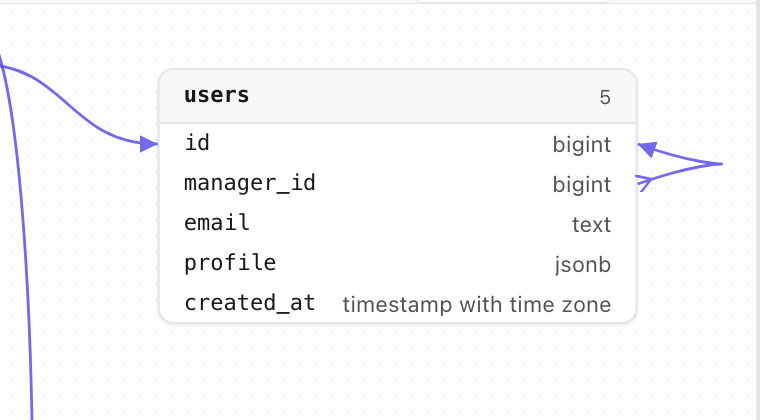 users 5
id bigint
manager_id bigint
email text
profile jsonb
created_at timestamp with time zone